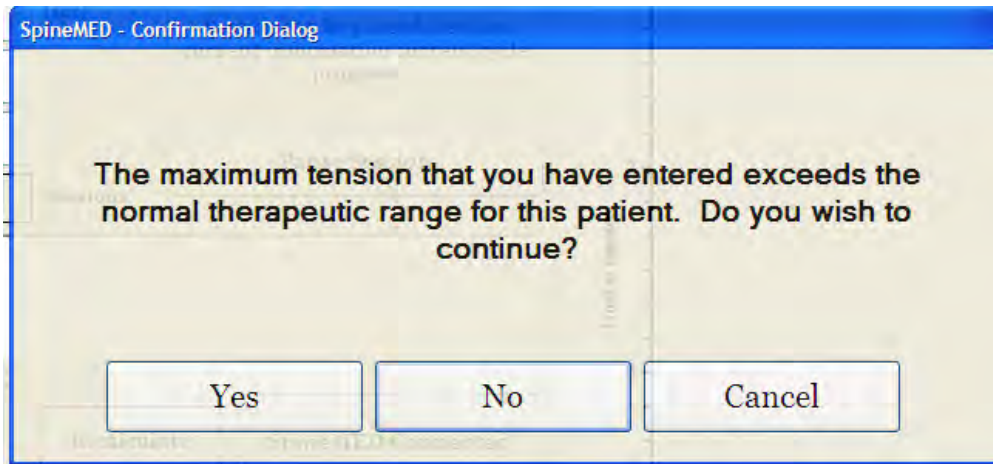 SpineMED - Confirmation Dialog
The maximum tension that you have entered exceeds the
normal therapeutic range for this patient. Do you wish to
continue?
Yes
No
Cancel